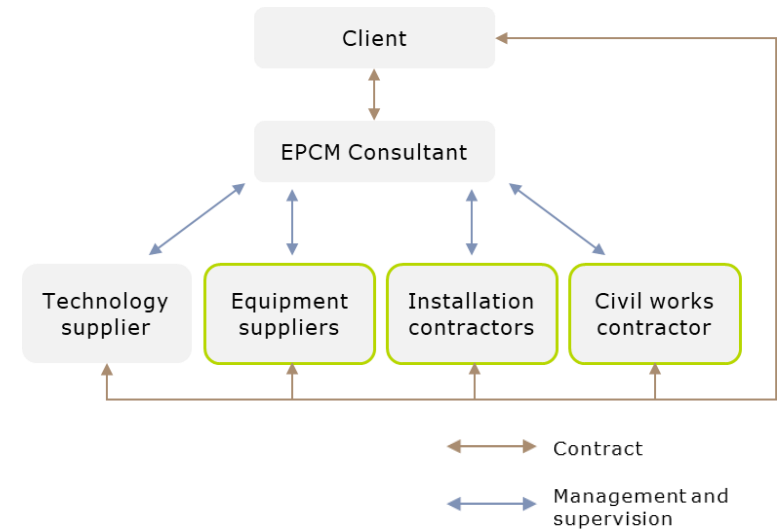 Client
EPCM Consultant
Technology
supplier
Equipment
suppliers
Installation
contractors
Civil works
contractor
Contract
Management and
supervision